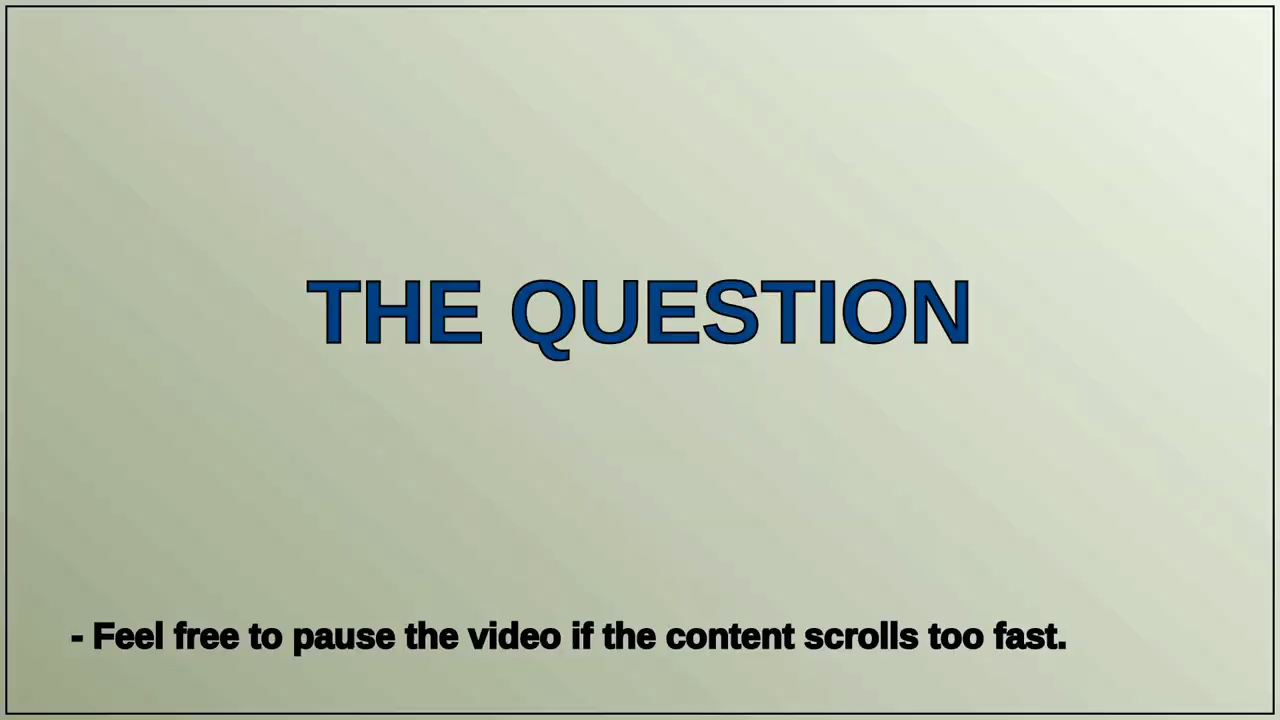 THE QUESTION
- Feel free to pause the video if the content scrolls too fast.